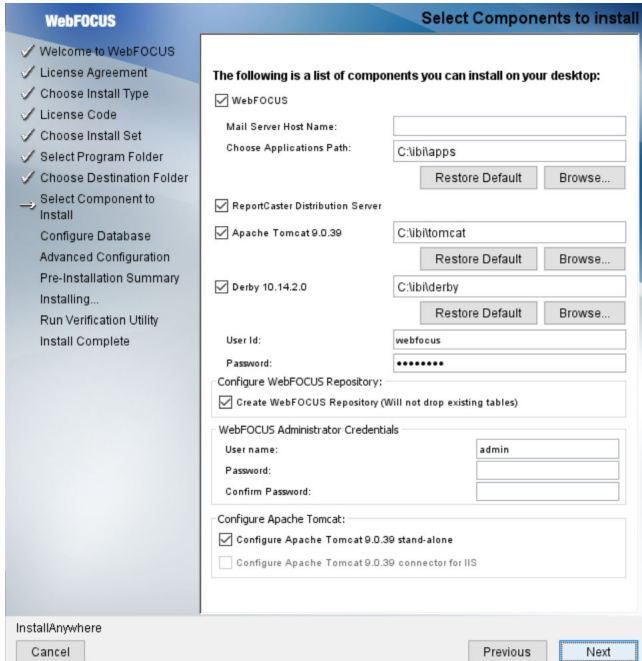 WebFOCUS
Select Components to install
Welcome to WebFOCUS
License Agreement
Choose Install Type
License Code
Choose Install Set
Select Program Folder
Choose Destination Folder
Select Component to
Install
Configure Database
Advanced Configuration
Pre-Installation Summary
Installing...
Run Verification Utility
Install Complete
The following is a list of components you can install on your desktop:
WebFOCUS
Mail Server Host Name:
Choose Applications Path: C:\ibi\apps
Restore Default Browse...
ReportCaster Distribution Server
Apache Tomcat 9.0.39 C:\ibi\tomcat
Restore Default Browse...
Derby 10.14.2.0 C:\ibi\derby
Restore Default Browse...
User Id: webfocus
Password: ••••••••
Configure WebFOCUS Repository:
Create WebFOCUS Repository (Will not drop existing tables)
WebFOCUS Administrator Credentials
User name: admin
Password:
Confirm Password:
Configure Apache Tomcat:
Configure Apache Tomcat 9.0.39 stand-alone
Configure Apache Tomcat 9.0.39 connector for IIS
InstallAnywhere
Cancel Previous Next